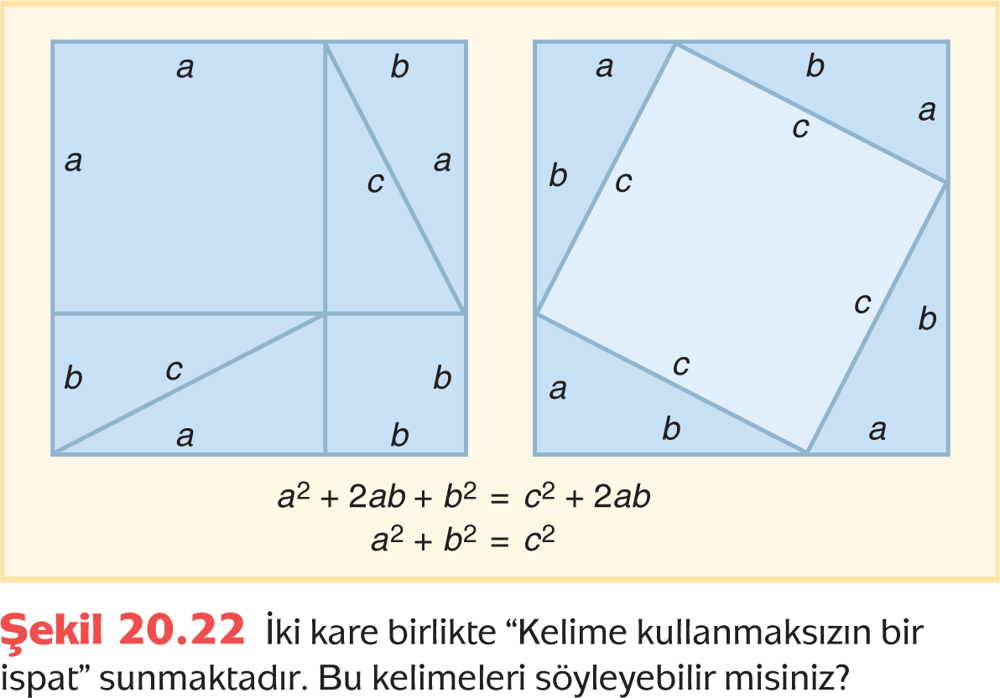 a b
a c a
b c b
a b
a b
a
c
b c
c b
c
a
b a
a² + 2ab + b² = c² + 2ab
a² + b² = c²
Şekil 20.22 İki kare birlikte “Kelime kullanmaksızın bir
ispat” sunmaktadır. Bu kelimeleri söyleyebilir misiniz?